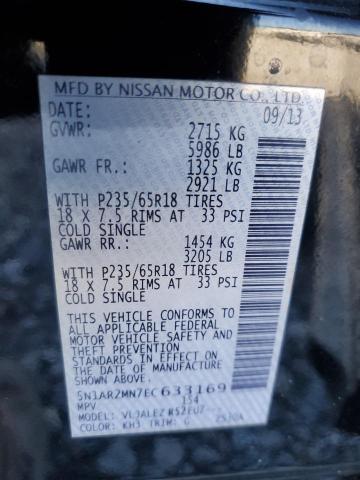 MFD BY NISSAN MOTOR CO., LTD.
DATE: 09/13
GVWR: 2715 KG
5986 LB
GAWR FR.: 1325 KG
2921 LB
WITH P235/65R18 TIRES
18 X 7.5 RIMS AT 33 PSI
COLD SINGLE
GAWR RR.: 1454 KG
3205 LB
WITH P235/65R18 TIRES
18 X 7.5 RIMS AT 33 PSI
COLD SINGLE
THIS VEHICLE CONFORMS TO
ALL APPLICABLE FEDERAL
MOTOR VEHICLE SAFETY AND
THEFT PREVENTION
STANDARDS IN EFFECT ON
THE DATE OF MANUFACTURE
SHOWN ABOVE.
5N1AR2MN7EC633169
MPV 154
MODEL:
COLOR: KH3 TRIM: G